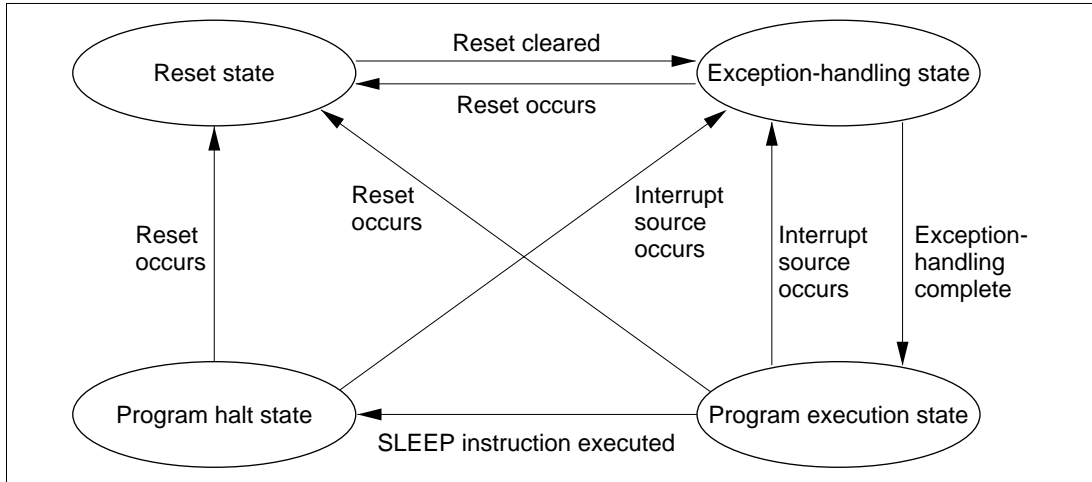 Reset cleared
Reset state
Exception-handling state
Reset occurs
Reset
occurs
Interrupt
source
occurs
Reset
occurs
Interrupt
source
occurs
Exception-
handling
complete
Program halt state
Program execution state
SLEEP instruction executed